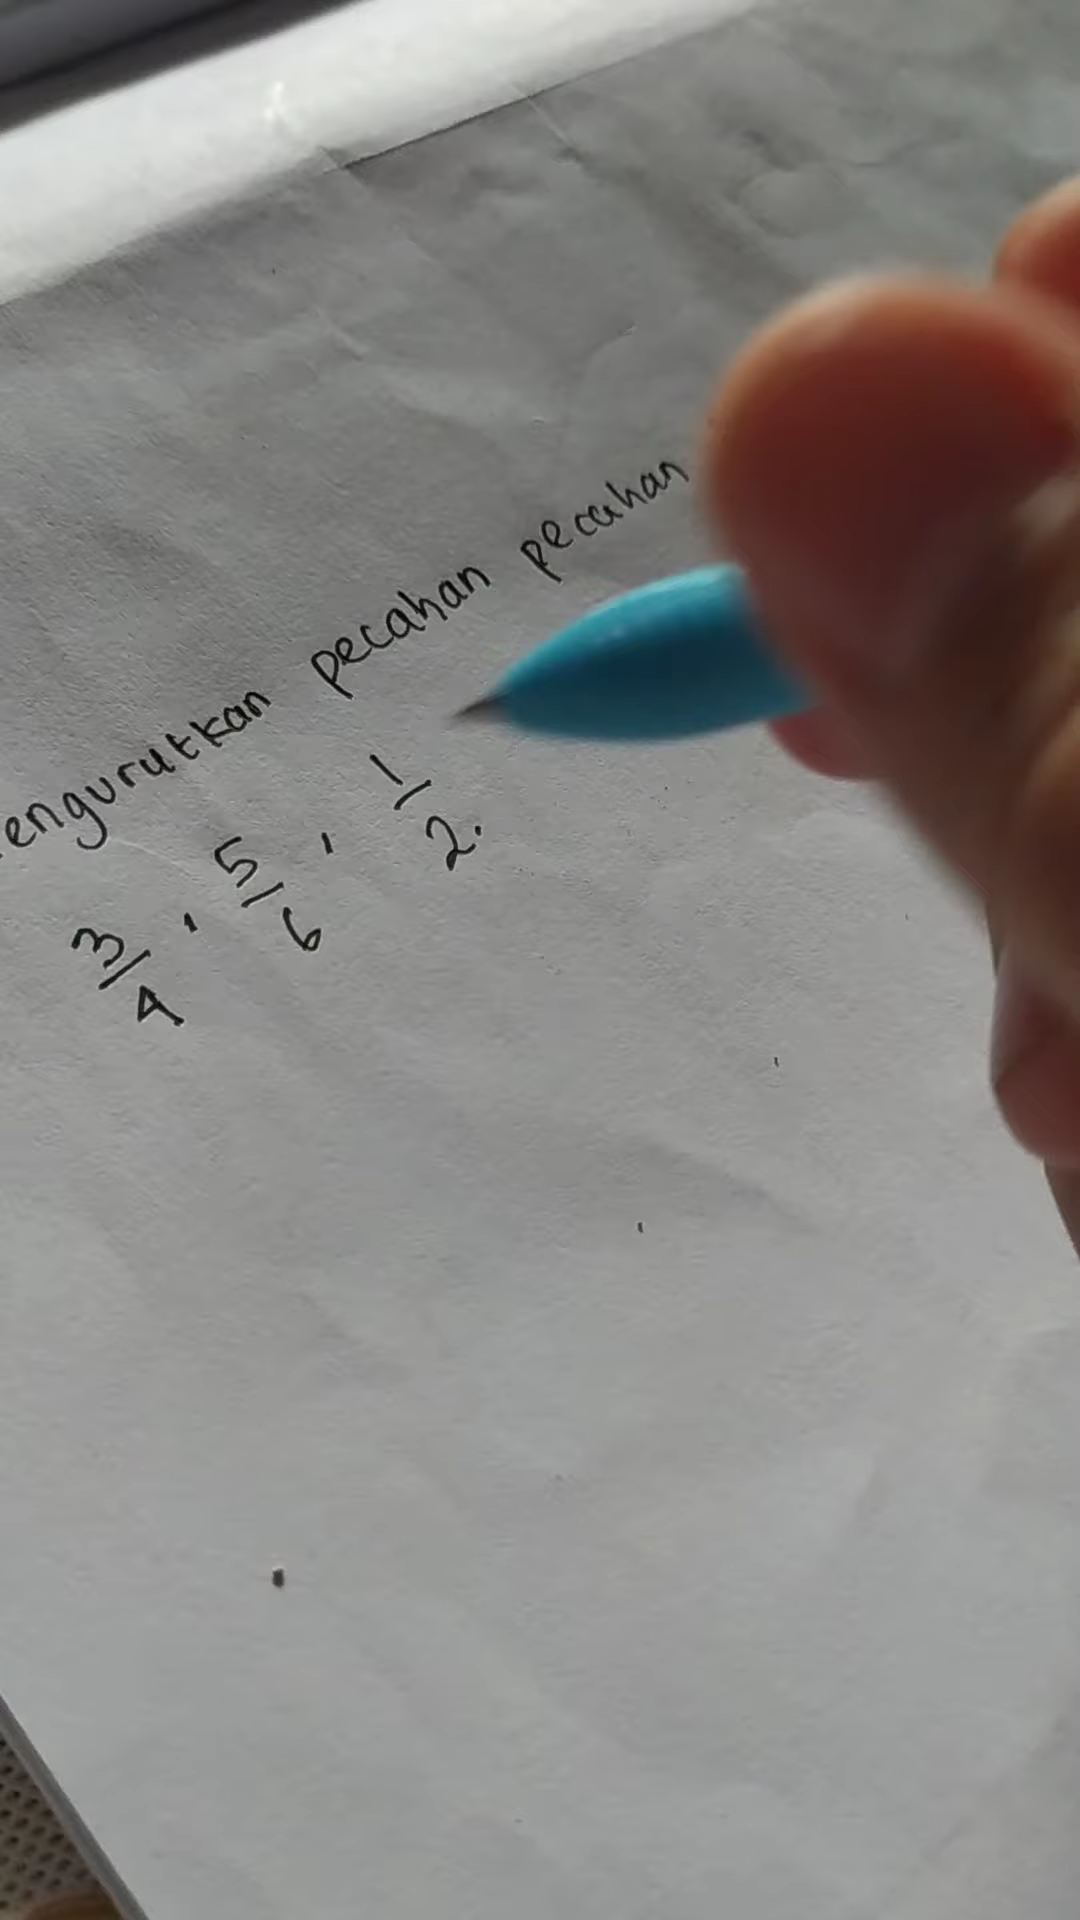 engurutkan pecahan pecahan
3/4 , 5/6 , 1/2.